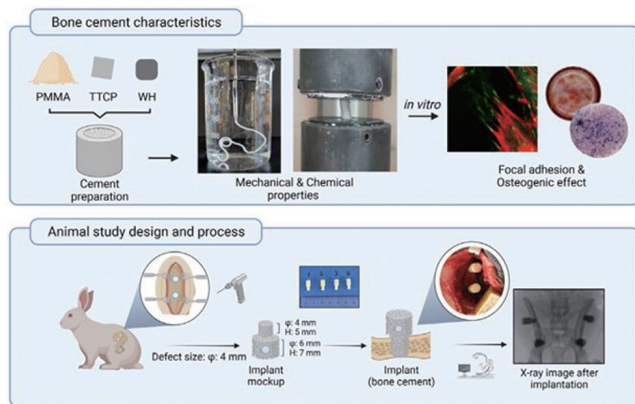 Bone cement characteristics
PMMA
TTCP
WH
Cement
preparation
Mechanical & Chemical
properties
in vitro
Focal adhesion &
Osteogenic effect
Animal study design and process
Defect size: φ: 4 mm
φ: 4 mm
H: 5 mm
φ: 6 mm
H: 7 mm
Implant
mockup
Implant
(bone cement)
X-ray image after
implantation